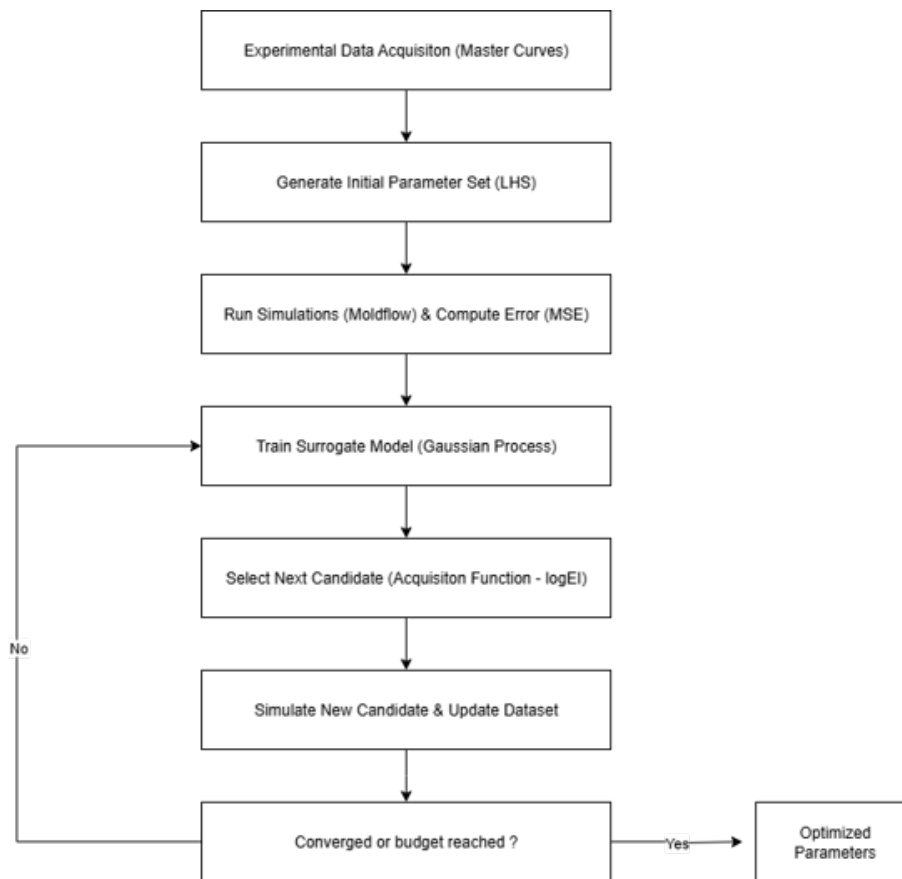 Experimental Data Acquisiton (Master Curves)
Generate Initial Parameter Set (LHS)
Run Simulations (Moldflow) & Compute Error (MSE)
Train Surrogate Model (Gaussian Process)
Select Next Candidate (Acquisiton Function - logEI)
No
Simulate New Candidate & Update Dataset
Converged or budget reached ?
Yes
Optimized
Parameters